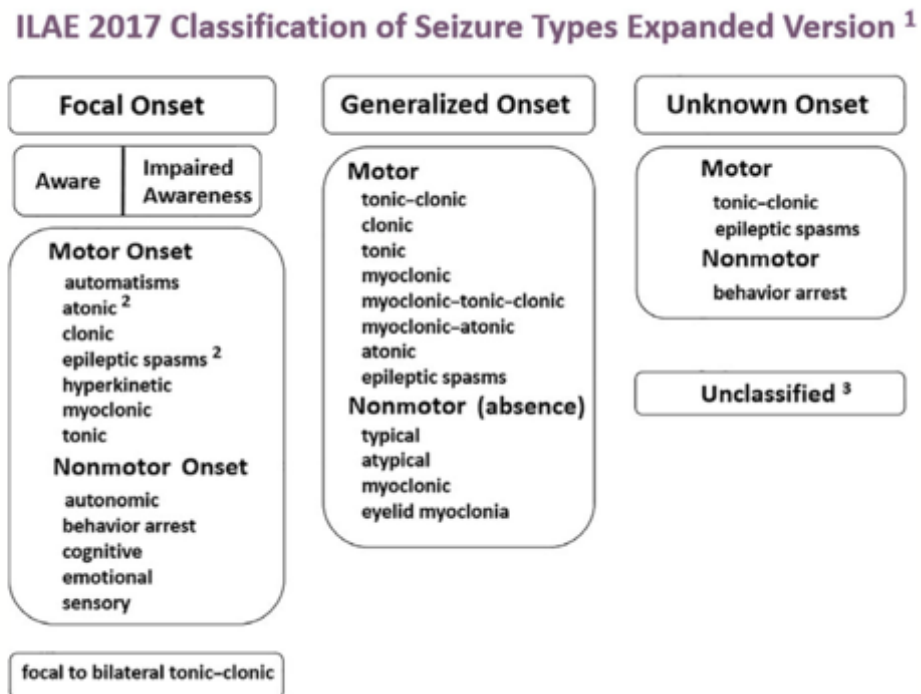 ILAE 2017 Classification of Seizure Types Expanded Version ¹
Focal Onset
Aware
Impaired
Awareness
Motor Onset
automatisms
atonic ²
clonic
epileptic spasms ²
hyperkinetic
myoclonic
tonic
Nonmotor Onset
autonomic
behavior arrest
cognitive
emotional
sensory
focal to bilateral tonic–clonic
Generalized Onset
Motor
tonic–clonic
clonic
tonic
myoclonic
myoclonic–tonic–clonic
myoclonic–atonic
atonic
epileptic spasms
Nonmotor (absence)
typical
atypical
myoclonic
eyelid myoclonia
Unknown Onset
Motor
tonic–clonic
epileptic spasms
Nonmotor
behavior arrest
Unclassified ³